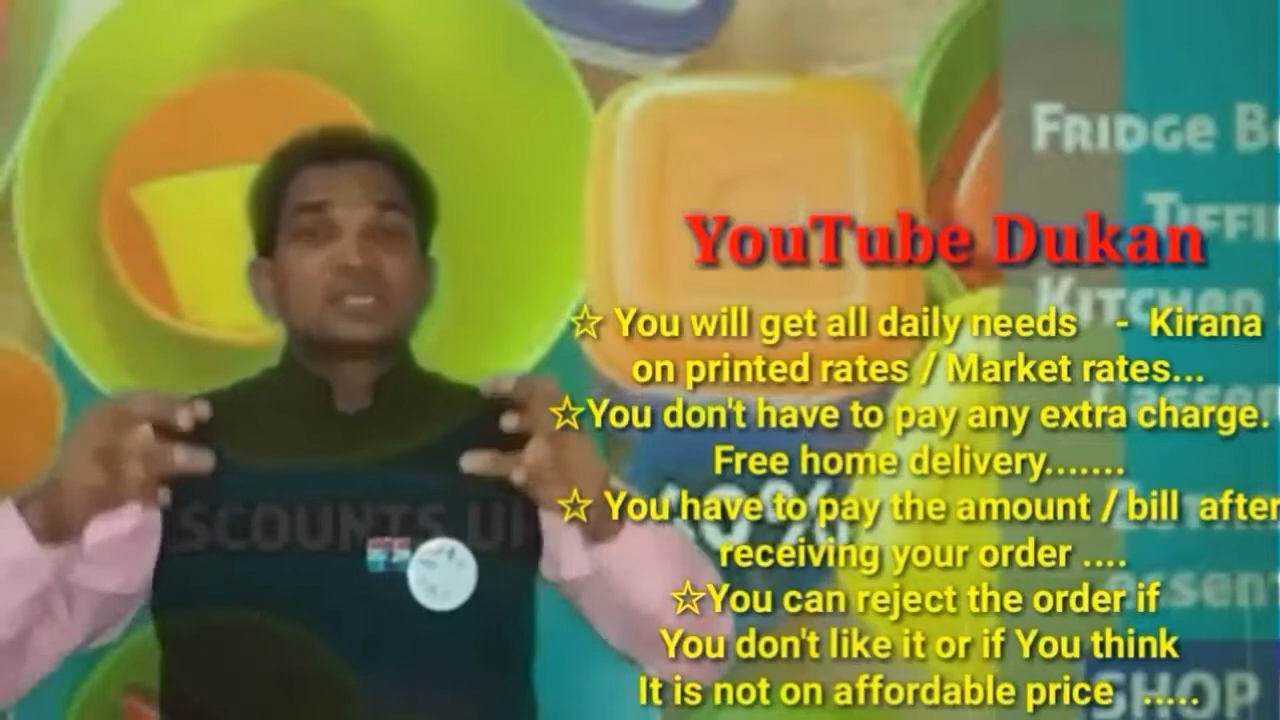 FRIDGE
YouTube Dukan
☆ You will get all daily needs - Kirana
on printed rates / Market rates...
☆You don't have to pay any extra charge.
Free home delivery.......
☆ You have to pay the amount / bill after
receiving your order ....
☆You can reject the order if
You don't like it or if You think
It is not on affordable price .....
KITCHEN
SCOUNTS
SHOP